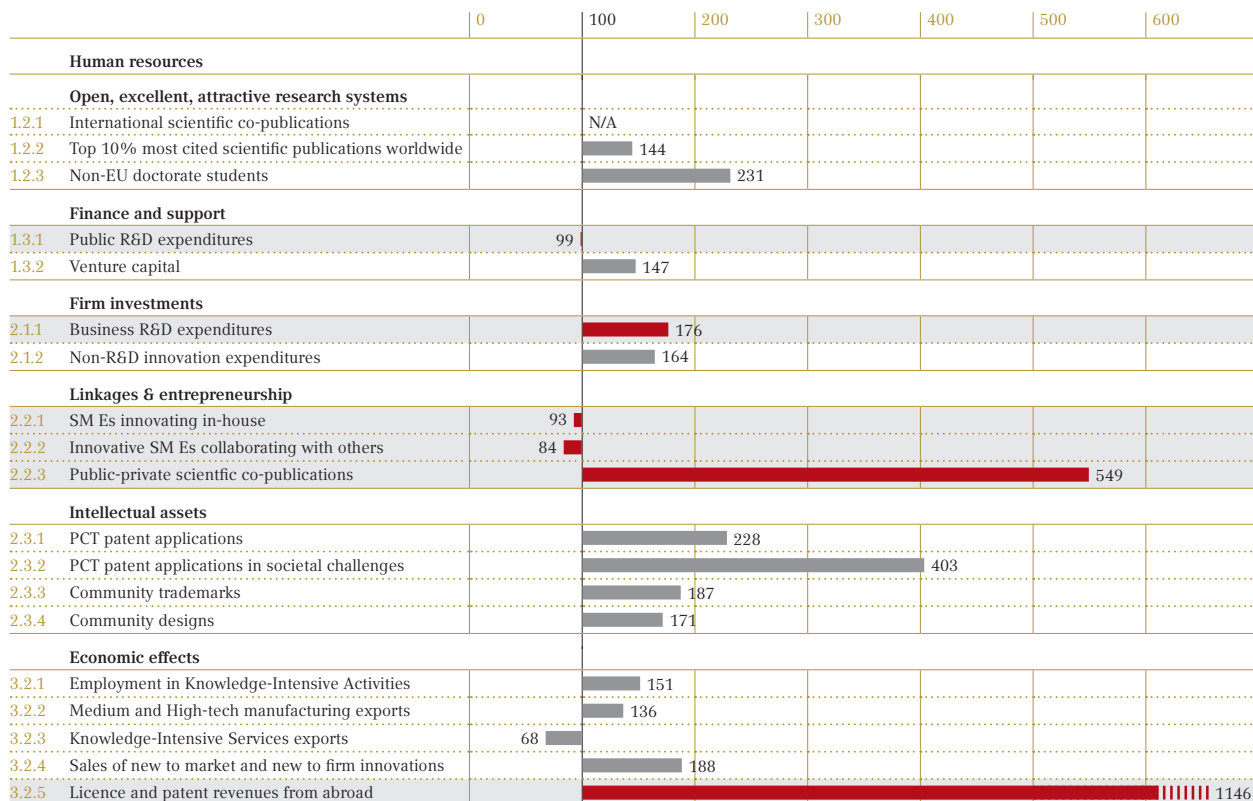 0 100 200 300 400 500 600
Human resources
Open, excellent, attractive research systems
1.2.1 International scientific co-publications N/A
1.2.2 Top 10% most cited scientific publications worldwide 144
1.2.3 Non-EU doctorate students 231
Finance and support
1.3.1 Public R&D expenditures 99
1.3.2 Venture capital 147
Firm investments
2.1.1 Business R&D expenditures 176
2.1.2 Non-R&D innovation expenditures 164
Linkages & entrepreneurship
2.2.1 SM Es innovating in-house 93
2.2.2 Innovative SM Es collaborating with others 84
2.2.3 Public-private scientfic co-publications 549
Intellectual assets
2.3.1 PCT patent applications 228
2.3.2 PCT patent applications in societal challenges 403
2.3.3 Community trademarks 187
2.3.4 Community designs 171
Economic effects
3.2.1 Employment in Knowledge-Intensive Activities 151
3.2.2 Medium and High-tech manufacturing exports 136
3.2.3 Knowledge-Intensive Services exports 68
3.2.4 Sales of new to market and new to firm innovations 188
3.2.5 Licence and patent revenues from abroad 1146